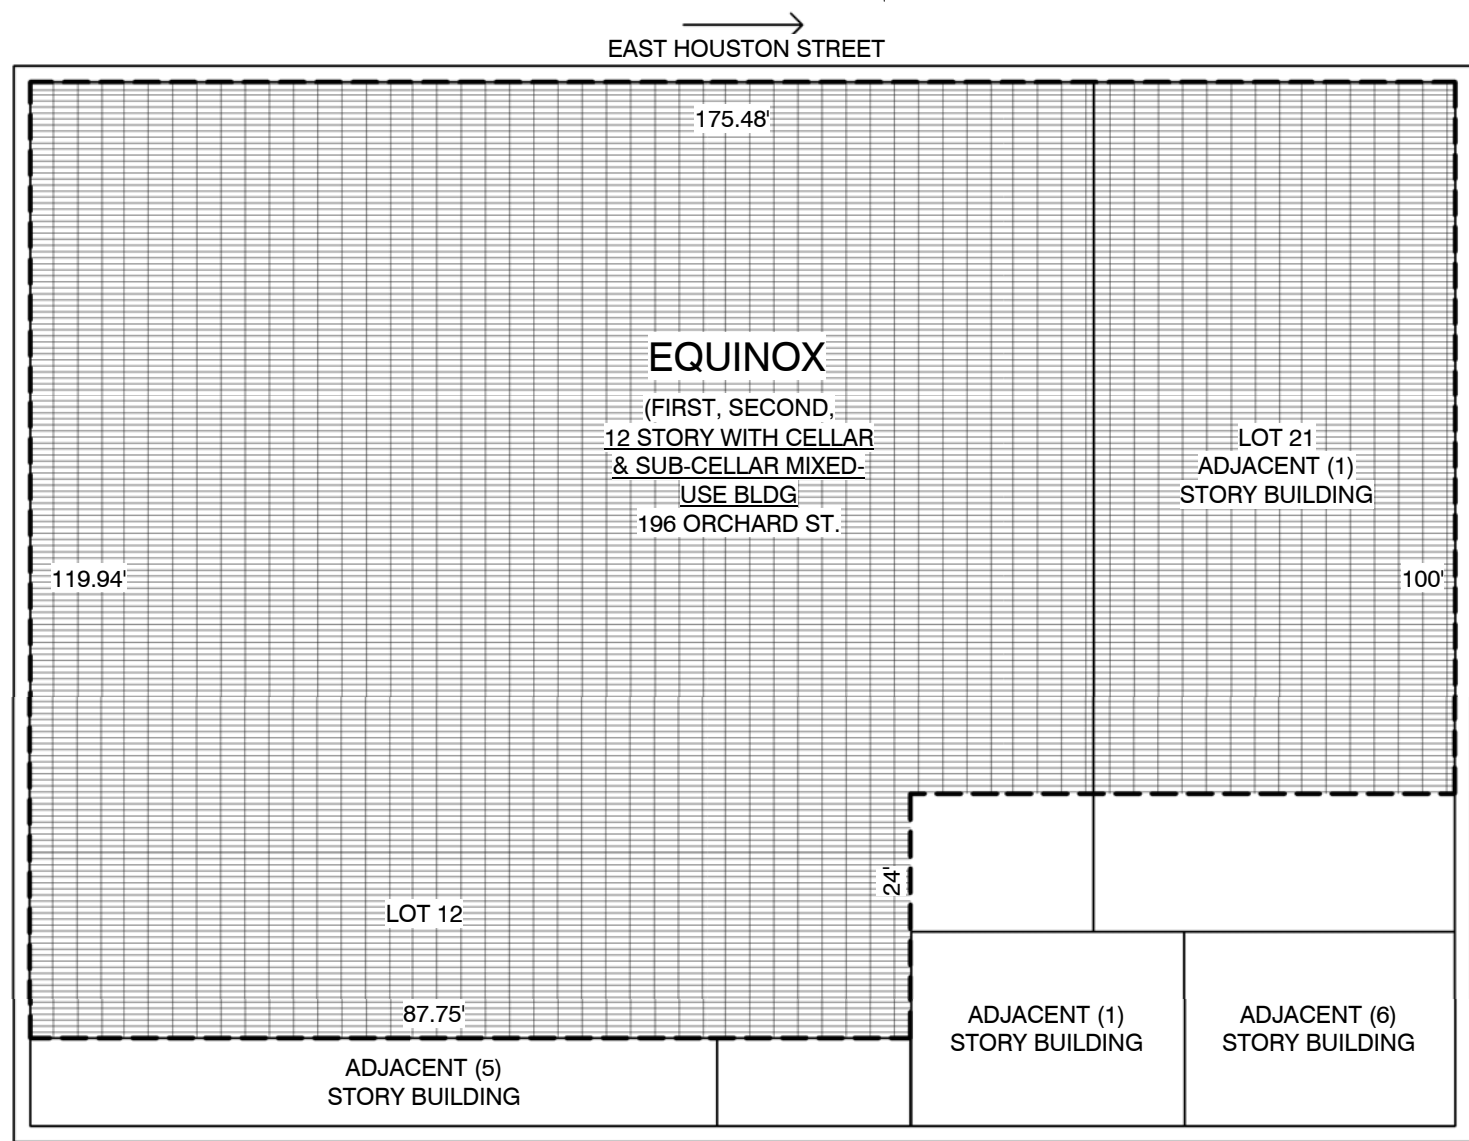 EAST HOUSTON STREET
175.48'
EQUINOX
(FIRST, SECOND,
12 STORY WITH CELLAR
& SUB-CELLAR MIXED-
USE BLDG
196 ORCHARD ST.
LOT 21
ADJACENT (1)
STORY BUILDING
119.94'
100'
24'
LOT 12
87.75'
ADJACENT (5)
STORY BUILDING
ADJACENT (1)
STORY BUILDING
ADJACENT (6)
STORY BUILDING